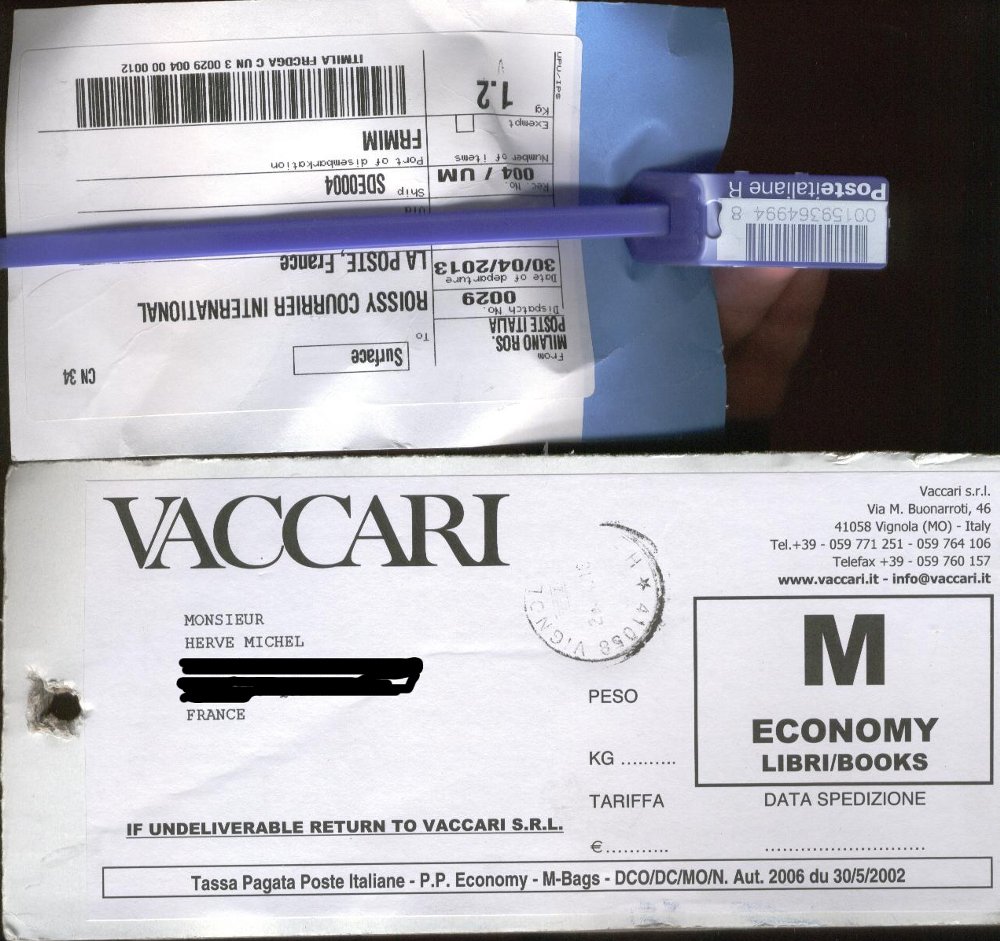 CN 34
Surface
From
MILANO ROS.
POSTE ITALIA
To
ROISSY COURRIER INTERNATIONAL
LA POSTE, France
Dispatch No.
0029
Date of departure
30/04/2013
Via
Rec No.
004 / UM
Ship
SDE0004
Number of items
Port of disembarkation
FRMIM
Exempt
Kg
1.2
ITMILA FRCDGA C UN 3 0029 004 00 0012
UPU/IPS
Posteitaliane R
00159364994 8
VACCARI
Vaccari s.r.l.
Via M. Buonarroti, 46
41058 Vignola (MO) - Italy
Tel.+39 - 059 771 251 - 059 764 106
Telefax +39 - 059 760 157
www.vaccari.it - info@vaccari.it
MONSIEUR
HERVE MICHEL
FRANCE
41058
M
ECONOMY
LIBRI/BOOKS
PESO
KG ..........
TARIFFA
€...........
DATA SPEDIZIONE
............................
IF UNDELIVERABLE RETURN TO VACCARI S.R.L.
Tassa Pagata Poste Italiane - P.P. Economy - M-Bags - DCO/DC/MO/N. Aut. 2006 du 30/5/2002